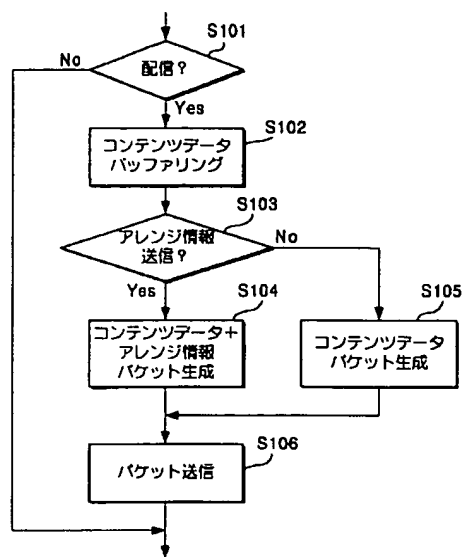 S101
No
配信?
Yes
S102
コンテンツデータ
バッファリング
S103
アレンジ情報
送信?
No
Yes
S104
S105
コンテンツデータ+
アレンジ情報
パケット生成
コンテンツデータ
パケット生成
S106
パケット送信